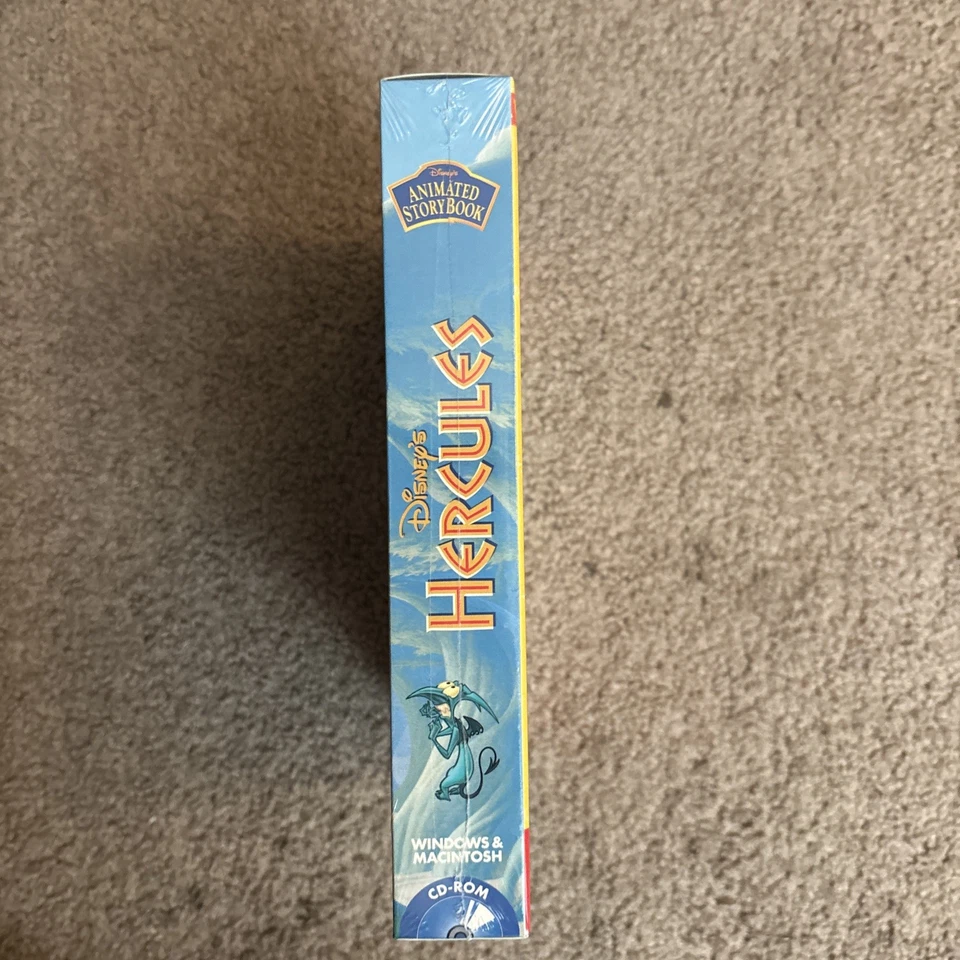 Disney's
ANIMATED
STORYBOOK
DISNEY'S
HERCULES
WINDOWS &
MACINTOSH
CD-ROM